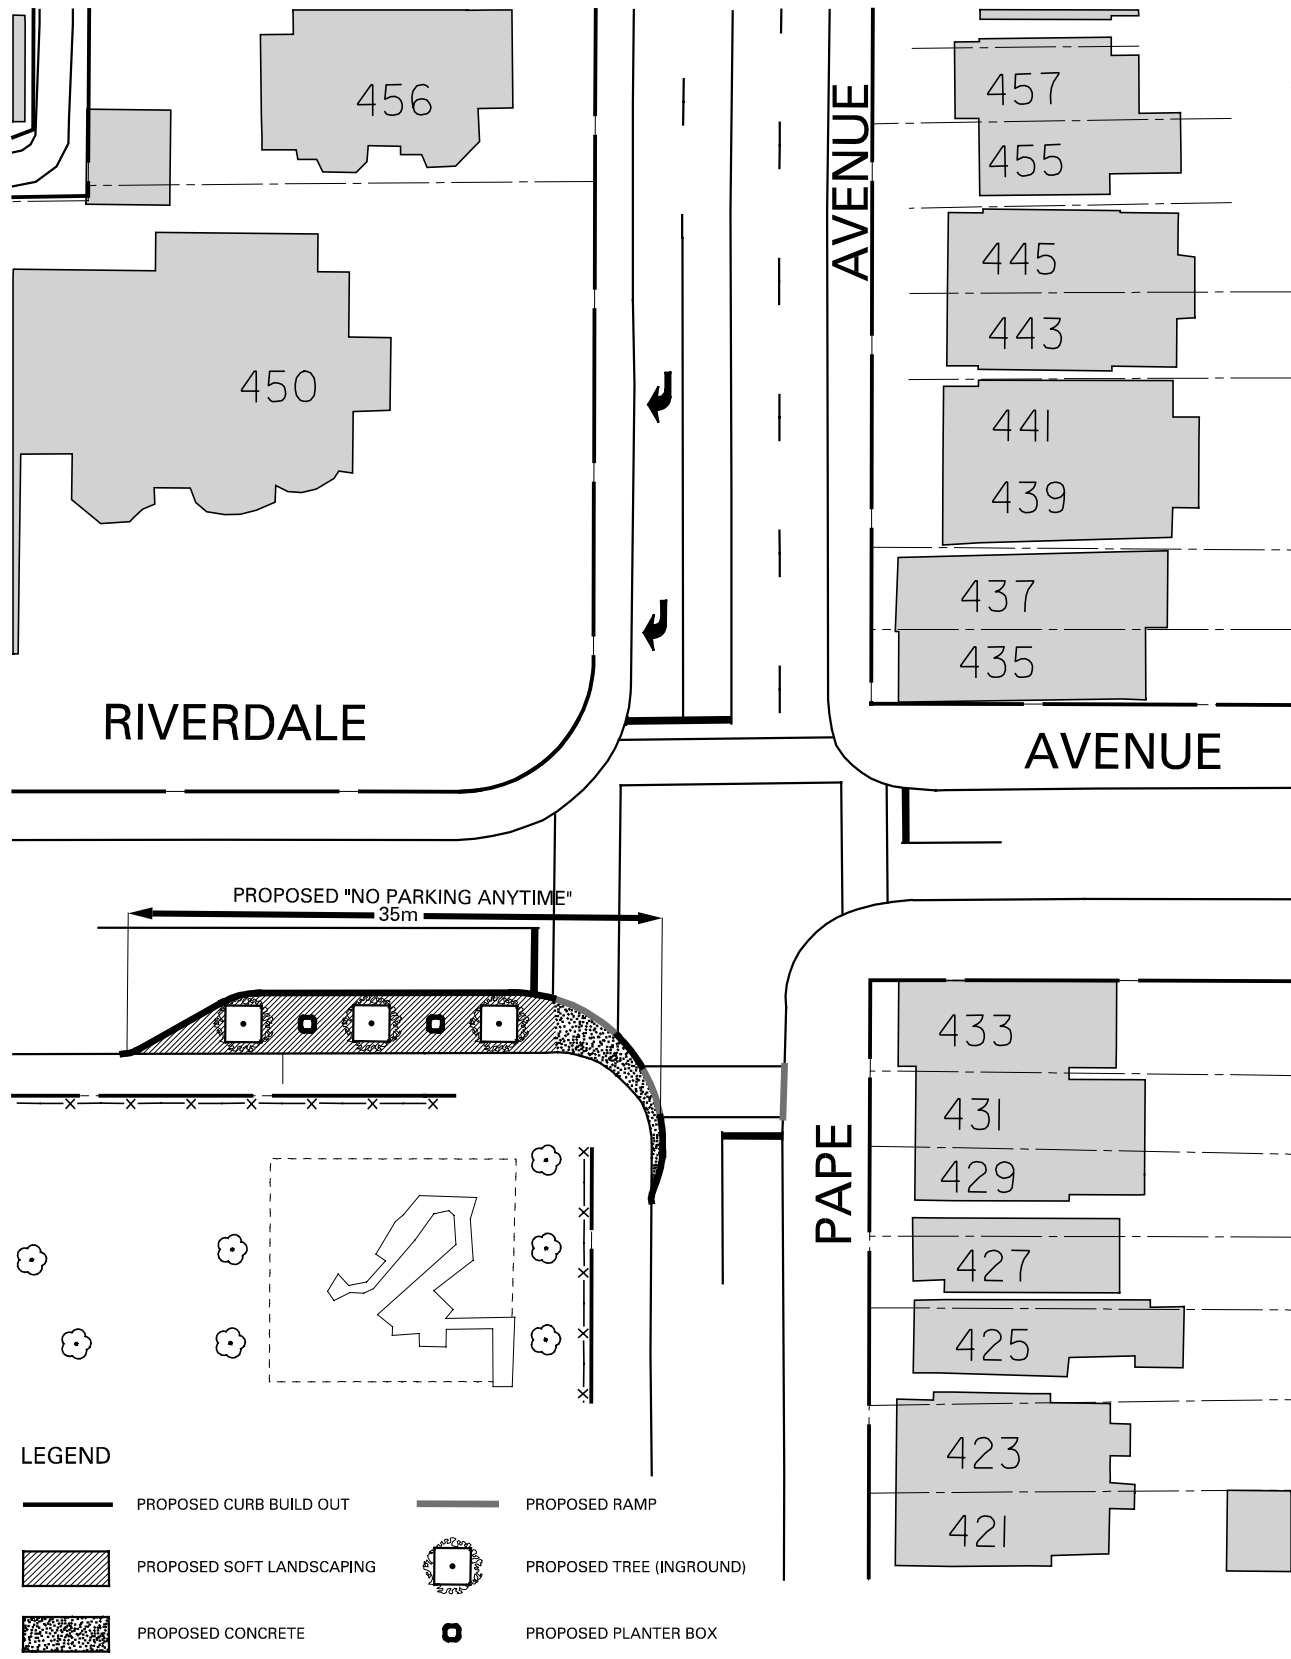 456
457
455
AVENUE
445
443
450
441
439
437
435
RIVERDALE
AVENUE
PROPOSED "NO PARKING ANYTIME"
35m
433
431
429
PAPE
427
425
423
421
LEGEND
PROPOSED CURB BUILD OUT
PROPOSED RAMP
PROPOSED SOFT LANDSCAPING
PROPOSED TREE (INGROUND)
PROPOSED CONCRETE
PROPOSED PLANTER BOX